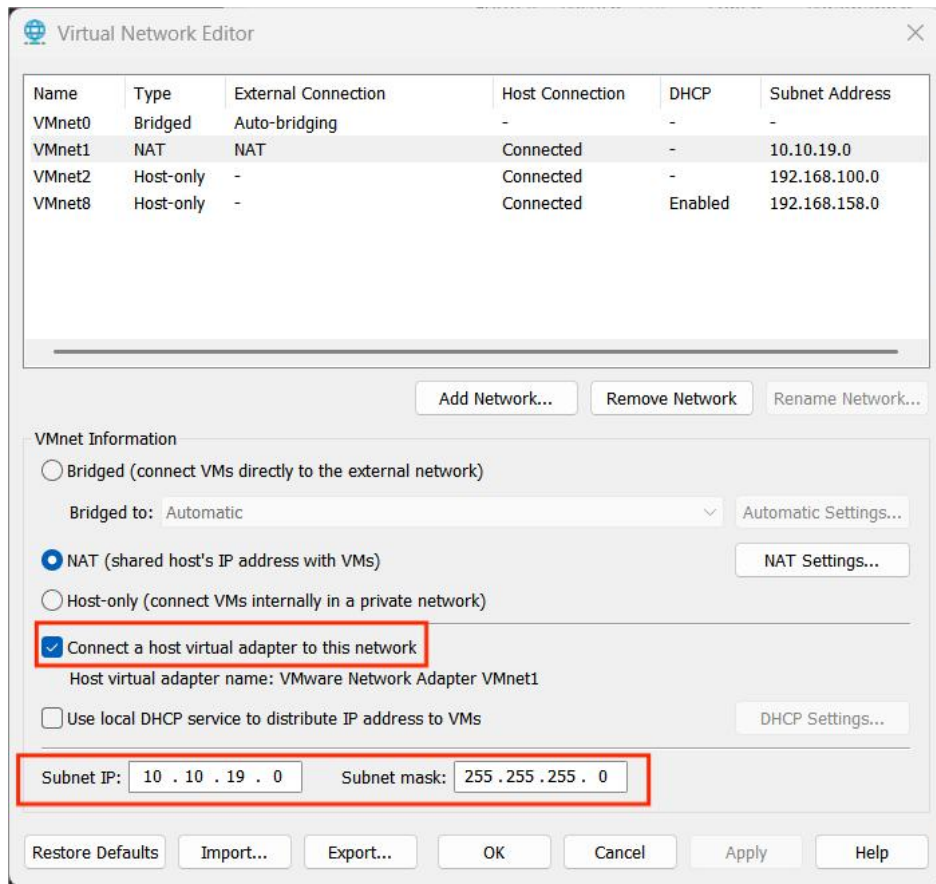 Virtual Network Editor
Name Type External Connection Host Connection DHCP Subnet Address
VMnet0 Bridged Auto-bridging - - -
VMnet1 NAT NAT Connected - 10.10.19.0
VMnet2 Host-only - Connected - 192.168.100.0
VMnet8 Host-only - Connected Enabled 192.168.158.0
Add Network... Remove Network Rename Network...
VMnet Information
Bridged (connect VMs directly to the external network)
Bridged to: Automatic Automatic Settings...
NAT (shared host's IP address with VMs) NAT Settings...
Host-only (connect VMs internally in a private network)
Connect a host virtual adapter to this network
Host virtual adapter name: VMware Network Adapter VMnet1
Use local DHCP service to distribute IP address to VMs DHCP Settings...
Subnet IP: 10 . 10 . 19 . 0 Subnet mask: 255 . 255 . 255 . 0
Restore Defaults Import... Export... OK Cancel Apply Help